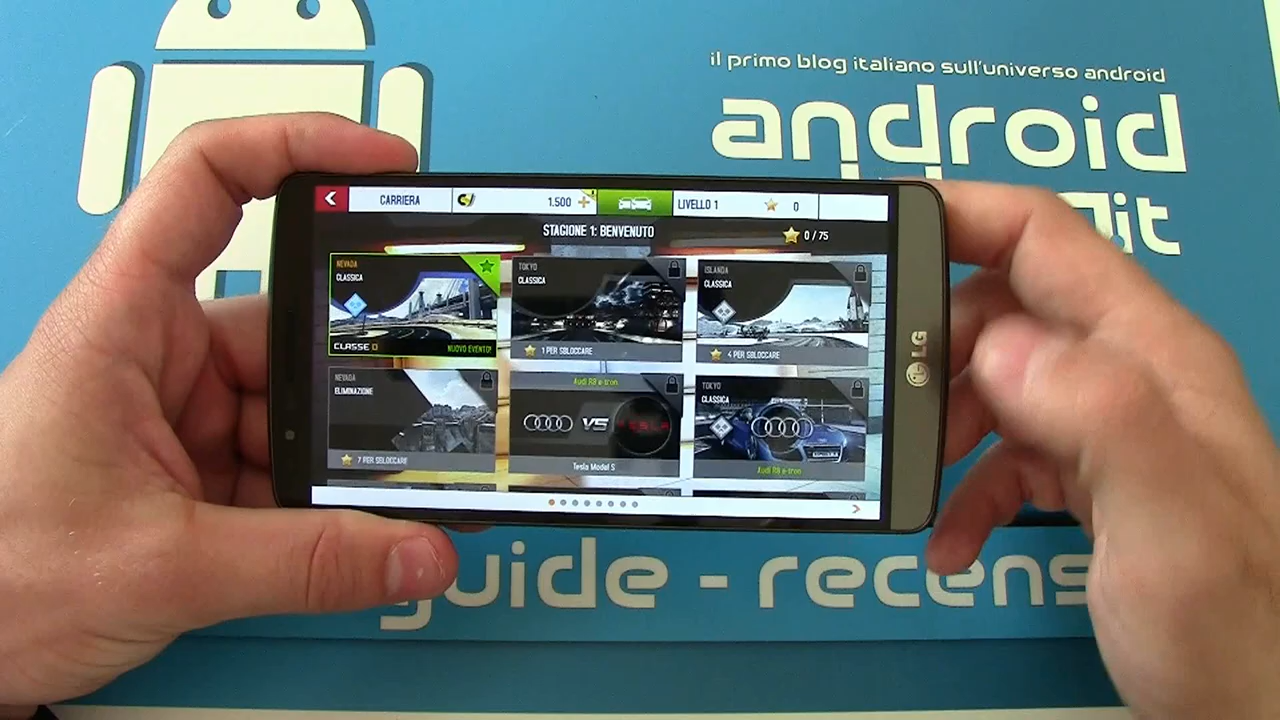 il primo blog italiano sull'universo android
android
it
CARRIERA
1.500
LIVELLO 1
0
STAGIONE 1: BENVENUTO
0 / 75
NEVADA
CLASSICA
CLASSE D
NUOVO EVENTO!
TOKYO
CLASSICA
1 PER SBLOCCARE
ISLANDA
CLASSICA
4 PER SBLOCCARE
NEVADA
ELIMINAZIONE
7 PER SBLOCCARE
Audi R8 e-tron
VS
TESLA
Tesla Model S
TOKYO
CLASSICA
Audi R8 e-tron
LG
guide - recens